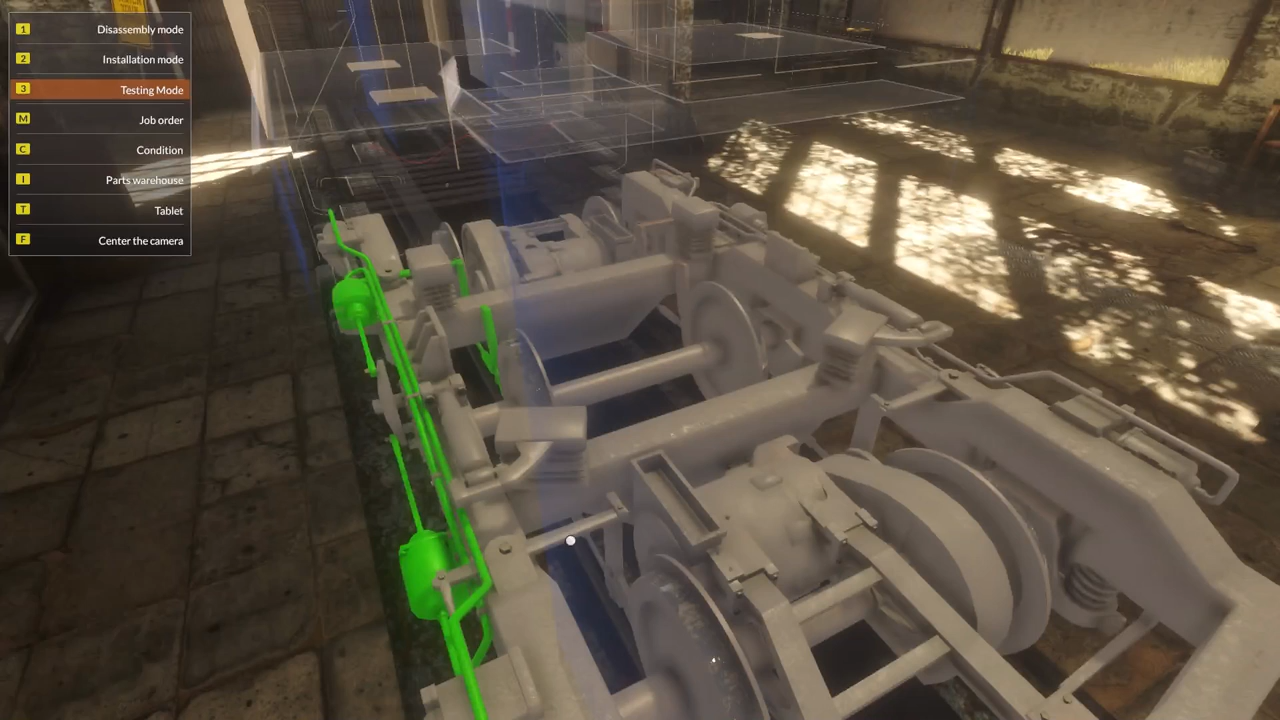 1 Disassembly mode
2 Installation mode
3 Testing Mode
M Job order
C Condition
I Parts warehouse
T Tablet
F Center the camera